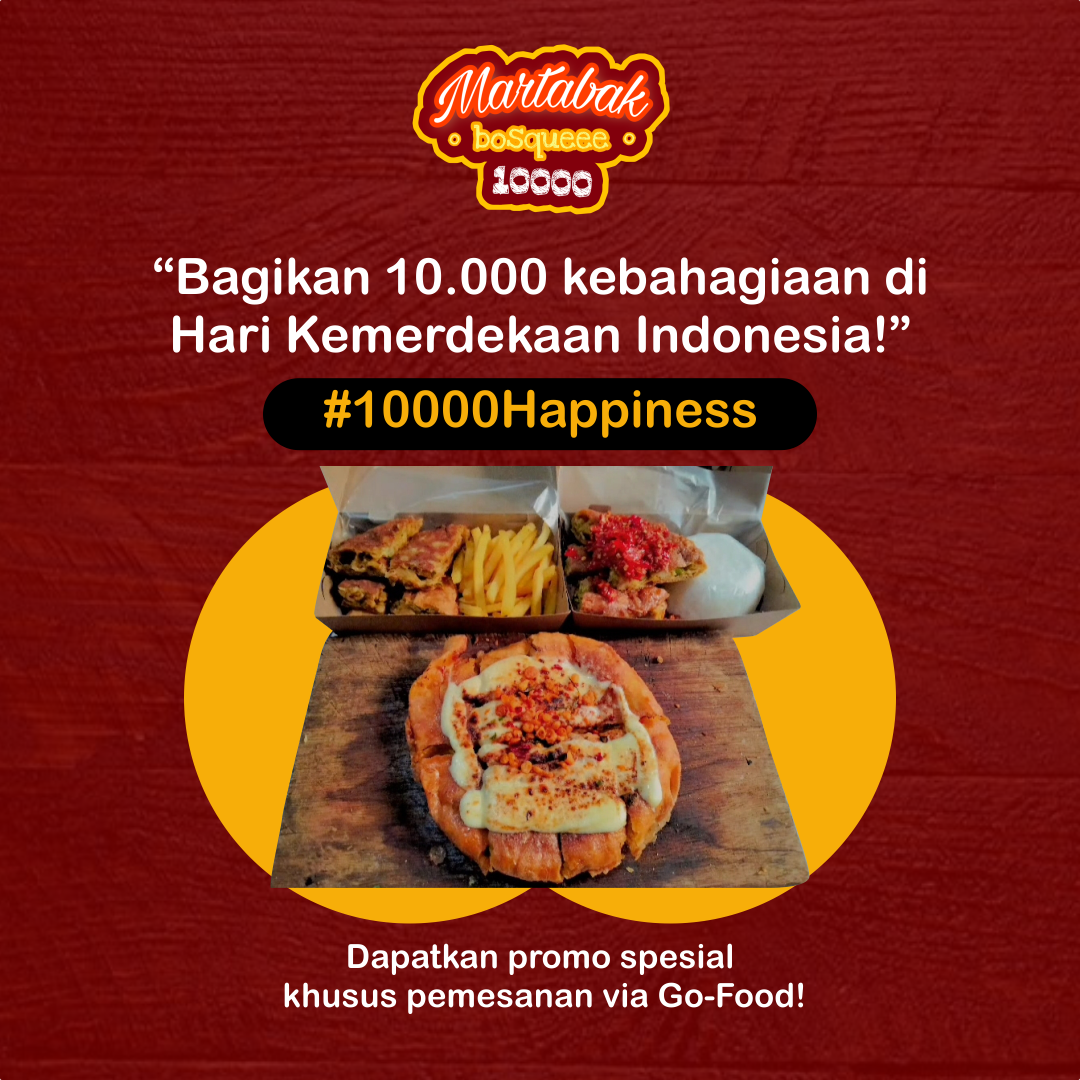 Martabak
boSqueee
10000
“Bagikan 10.000 kebahagiaan di
Hari Kemerdekaan Indonesia!”
#10000Happiness
Dapatkan promo spesial
khusus pemesanan via Go-Food!